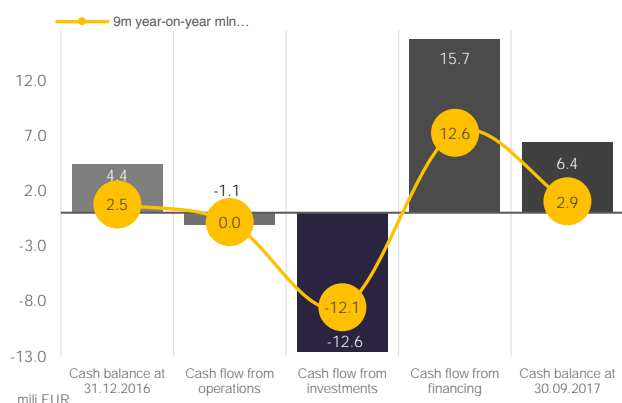 9m year-on-year mln…
12.0
7.0
2.0
-3.0
-8.0
-13.0
4.4
2.5
-1.1
0.0
-12.1
-12.6
15.7
12.6
6.4
2.9
Cash balance at
31.12.2016
Cash flow from
operations
Cash flow from
investments
Cash flow from
financing
Cash balance at
30.09.2017
milj EUR